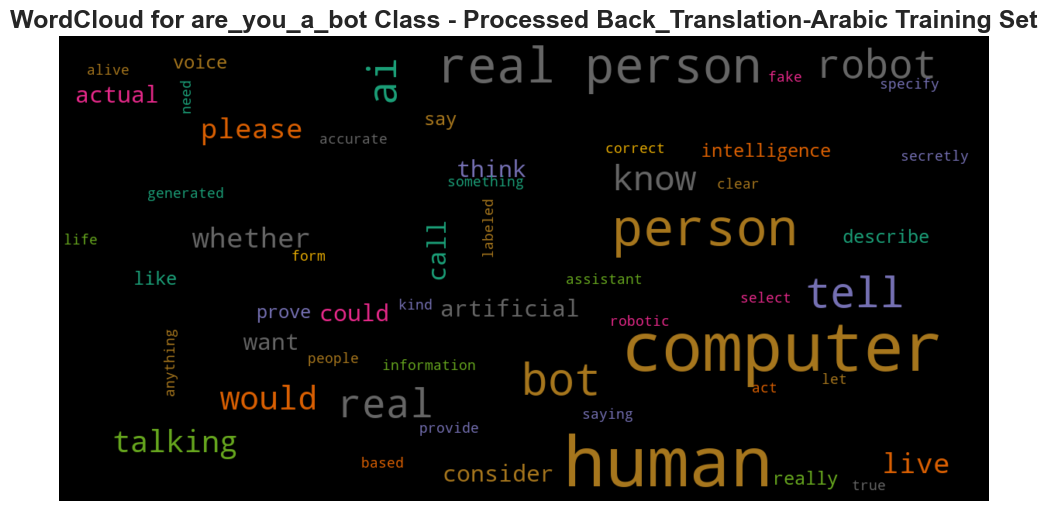 WordCloud for are_you_a_bot Class - Processed Back_Translation-Arabic Training Set
alive
voice
ai
real person
robot
fake
specify
actual
need
please
accurate
say
correct
intelligence
secretly
think
something
know
clear
generated
labeled
person
life
whether
form
call
describe
like
assistant
tell
select
prove
could
kind
artificial
robotic
computer
want
people
information
anything
bot
act
let
would
real
saying
provide
talking
based
consider
human
really
live
true